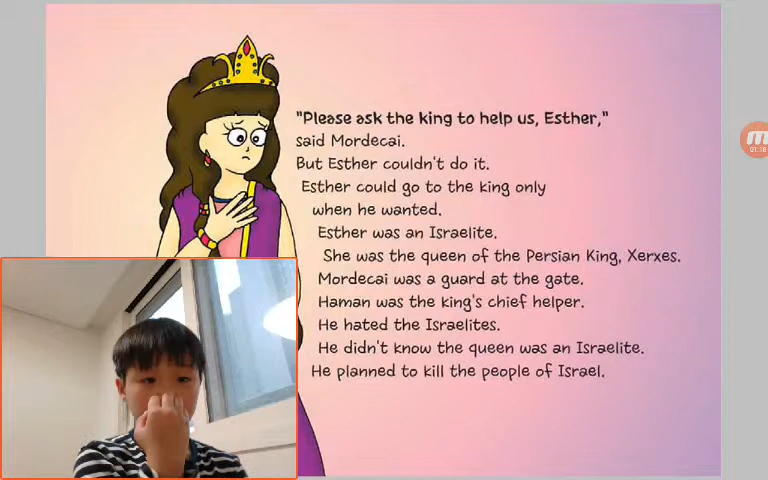 "Please ask the king to help us, Esther,"
said Mordecai.
But Esther couldn't do it.
Esther could go to the king only
when he wanted.
Esther was an Israelite.
She was the queen of the Persian King, Xerxes.
Mordecai was a guard at the gate.
Haman was the king's chief helper.
He hated the Israelites.
He didn't know the queen was an Israelite.
He planned to kill the people of Israel.
01:18